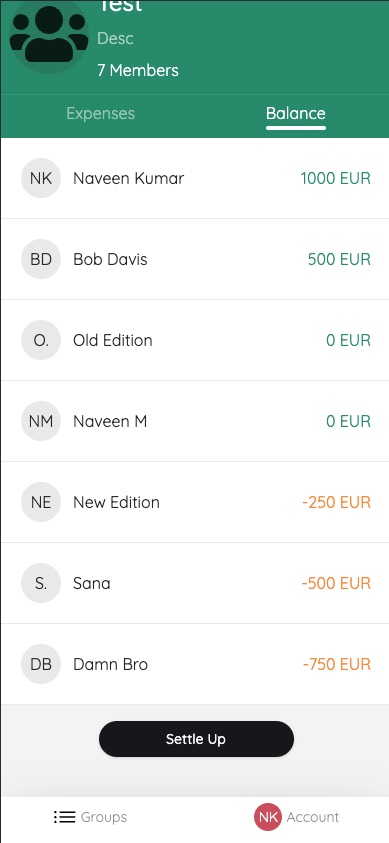 Test
Desc
7 Members
Expenses Balance
NK Naveen Kumar 1000 EUR
BD Bob Davis 500 EUR
O. Old Edition 0 EUR
NM Naveen M 0 EUR
NE New Edition -250 EUR
S. Sana -500 EUR
DB Damn Bro -750 EUR
Settle Up
Groups NK Account